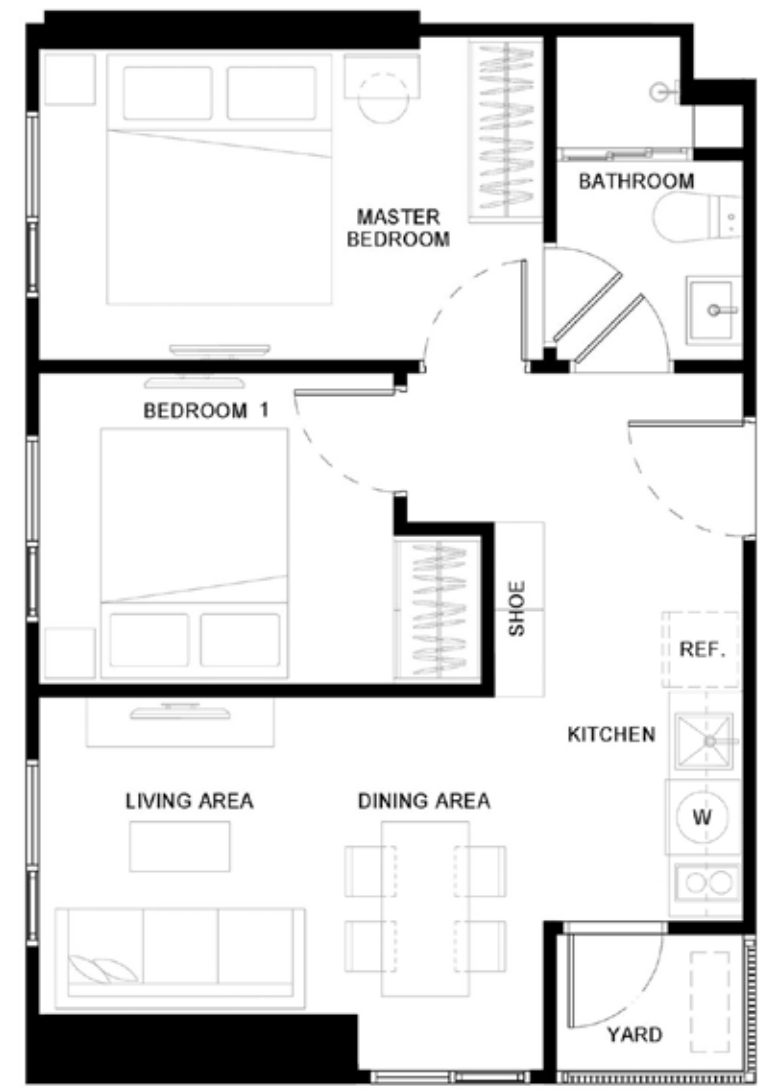 BATHROOM
MASTER
BEDROOM
BEDROOM 1
SHOE
REF.
KITCHEN
LIVING AREA
DINING AREA
W
YARD